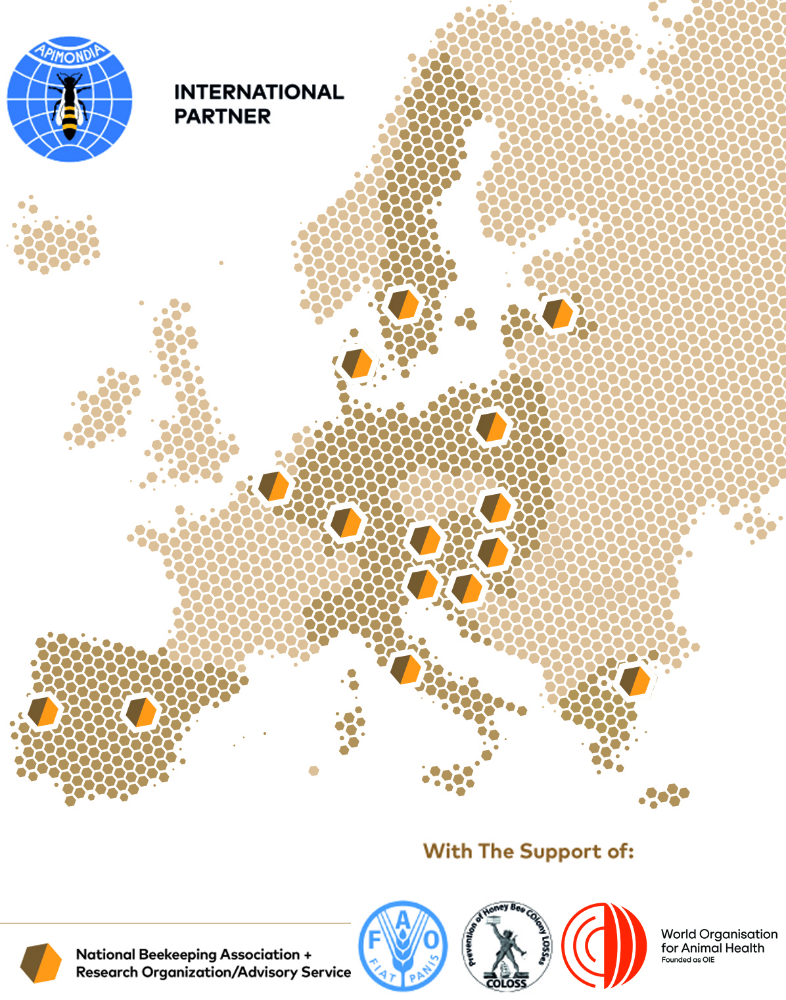 APIMONDIA
INTERNATIONAL
PARTNER
With The Support of:
National Beekeeping Association +
Research Organization/Advisory Service
F A O
FIAT PANIS
Prevention of Honey Bee COlony LOSSes
COLOSS
World Organisation
for Animal Health
Founded as OIE